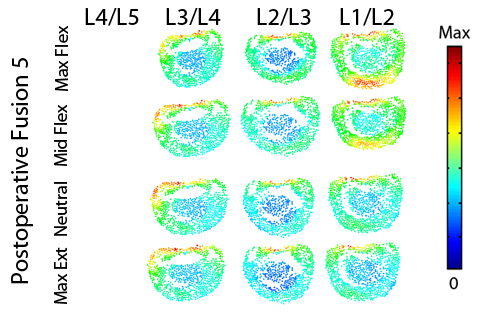 L4/L5 L3/L4 L2/L3 L1/L2
Max
Postoperative Fusion 5
Max Flex
Mid Flex
Neutral
Max Ext
0